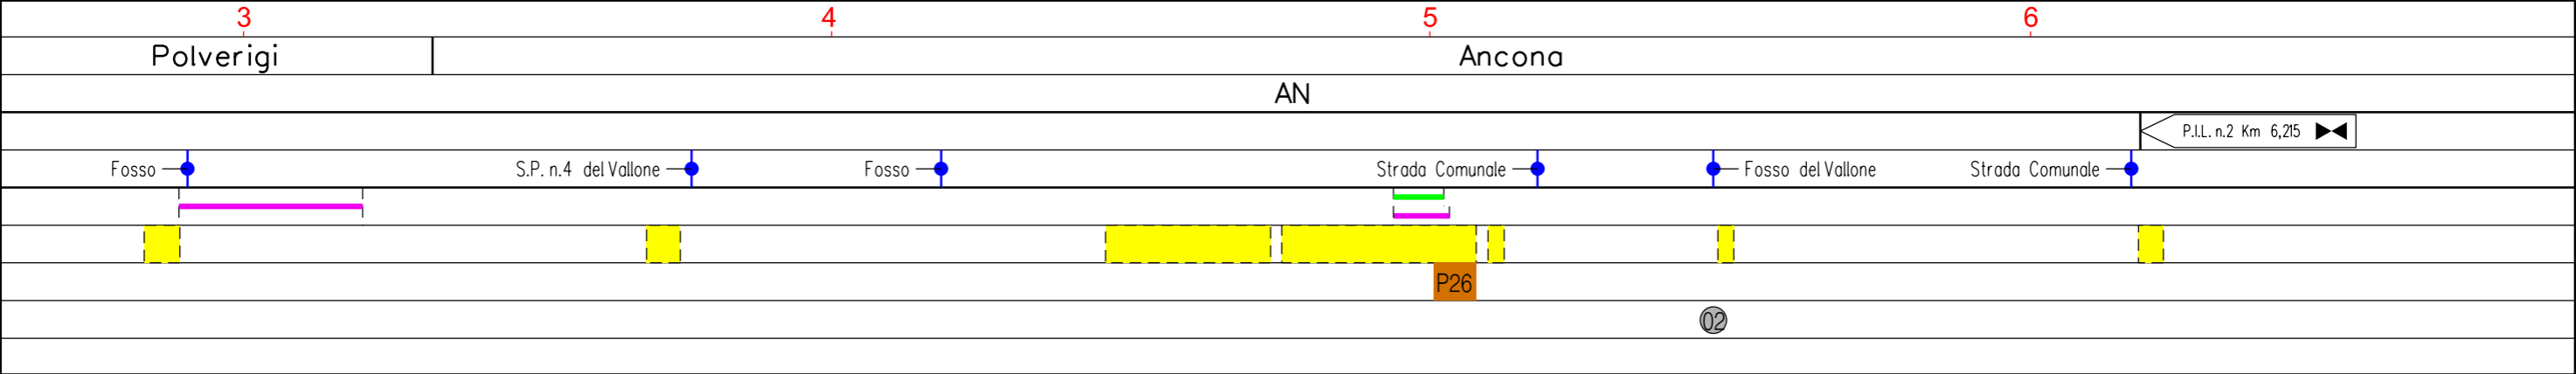 3 4 5 6
Polverigi Ancona
AN
P.I.L. n.2 Km 6,215
Fosso S.P. n.4 del Vallone Fosso Strada Comunale Fosso del Vallone Strada Comunale
P26
02